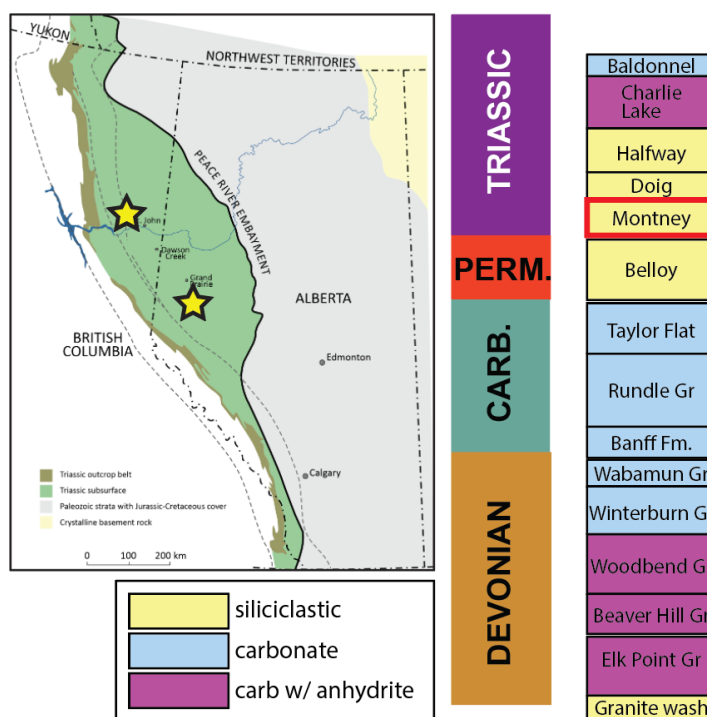 YUKON
NORTHWEST TERRITORIES
PEACE RIVER EMBAYMENT
John
Dawson
Creek
Grand
Prairie
ALBERTA
BRITISH
COLUMBIA
Edmonton
Calgary
Triassic outcrop belt
Triassic subsurface
Paleozoic strata with Jurassic-Cretaceous cover
Crystalline basement rock
0 100 200 km
siliciclastic
carbonate
carb w/ anhydrite
TRIASSIC
PERM.
CARB.
DEVONIAN
Baldonnel
Charlie
Lake
Halfway
Doig
Montney
Belloy
Taylor Flat
Rundle Gr
Banff Fm.
Wabamun Gr
Winterburn G
Woodbend G
Beaver Hill Gr
Elk Point Gr
Granite wash